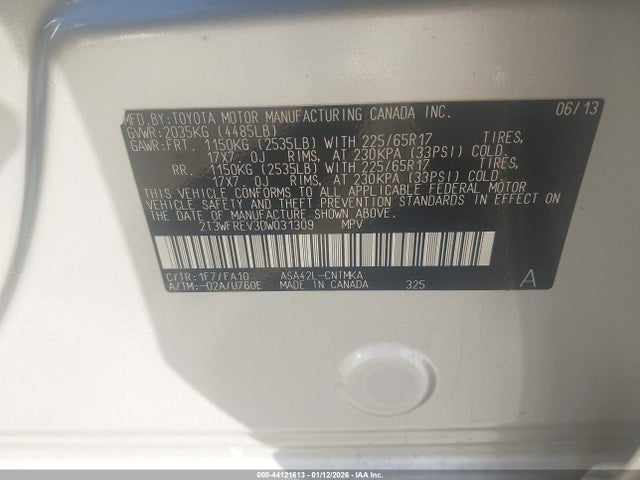 MFD.BY:TOYOTA MOTOR MANUFACTURING CANADA INC. 06/13
GVWR:2035KG (4485LB)
GAWR:FRT. 1150KG (2535LB) WITH 225/65R17 TIRES,
17X7.0J RIMS, AT 230KPA (33PSI) COLD.
RR. 1150KG (2535LB) WITH 225/65R17 TIRES,
17X7.0J RIMS, AT 230KPA (33PSI) COLD.
THIS VEHICLE CONFORMS TO ALL APPLICABLE FEDERAL MOTOR
VEHICLE SAFETY AND THEFT PREVENTION STANDARDS IN EFFECT ON
THE DATE OF MANUFACTURE SHOWN ABOVE.
2T3WFREV3DW031309 MPV
C/TR:1F7/FA10 ASA42L-CNTMKA
A/TM:-02A/U760E MADE IN CANADA 325 A
000-44121613 - 01/12/2026 - IAA Inc.